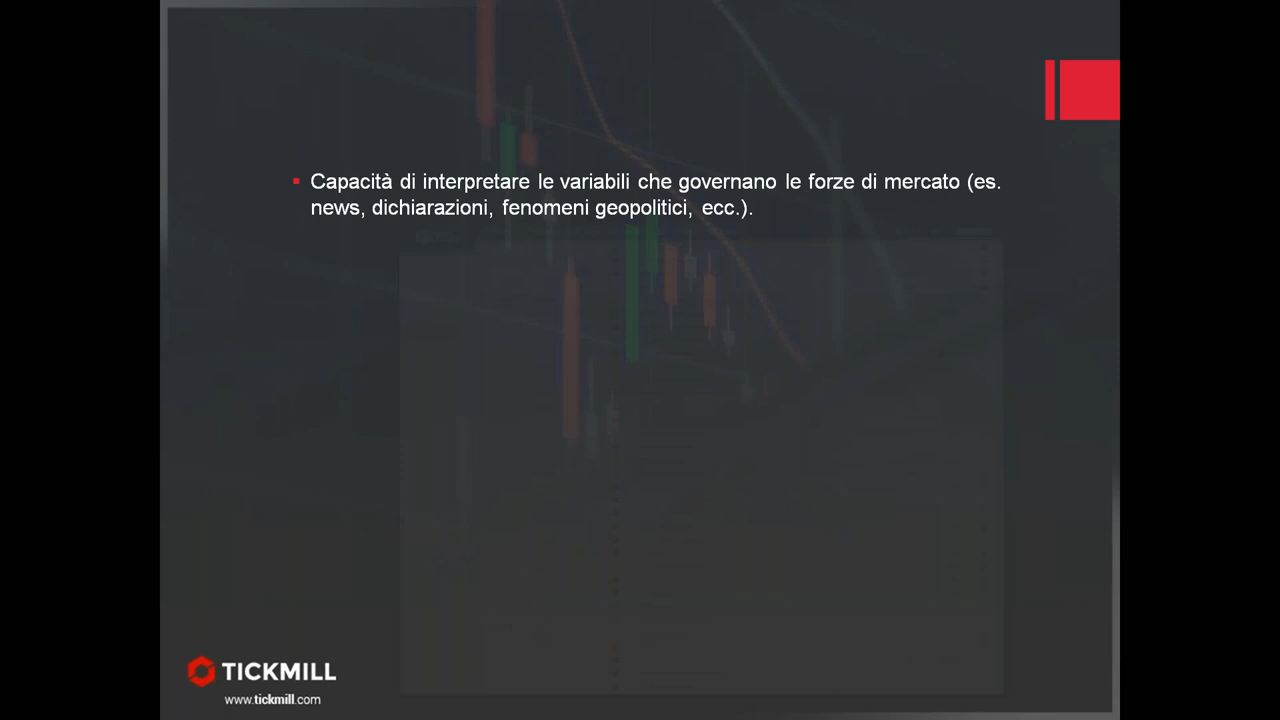 Capacità di interpretare le variabili che governano le forze di mercato (es.
news, dichiarazioni, fenomeni geopolitici, ecc.).
TICKMILL
www.tickmill.com